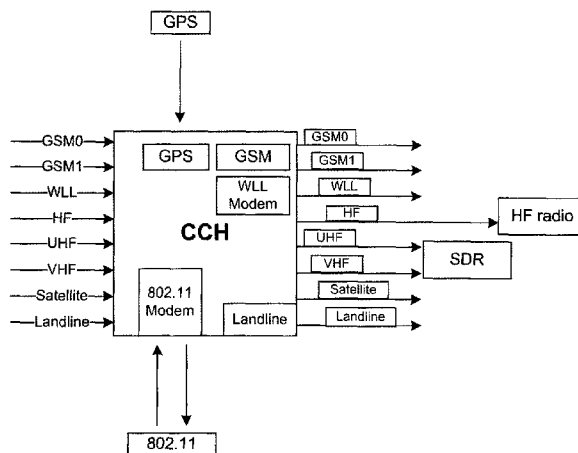 GPS
GSM0
GSM1
WLL
HF
UHF
VHF
Satellite
Landline
GPS
GSM
WLL
Modem
CCH
802.11
Modem
Landline
GSM0
GSM1
WLL
HF
UHF
VHF
Satellite
Landline
HF radio
SDR
802.11